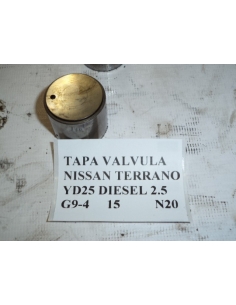 TAPA VALVULA
NISSAN TERRANO
YD25 DIESEL 2.5
G9-4 15 N20